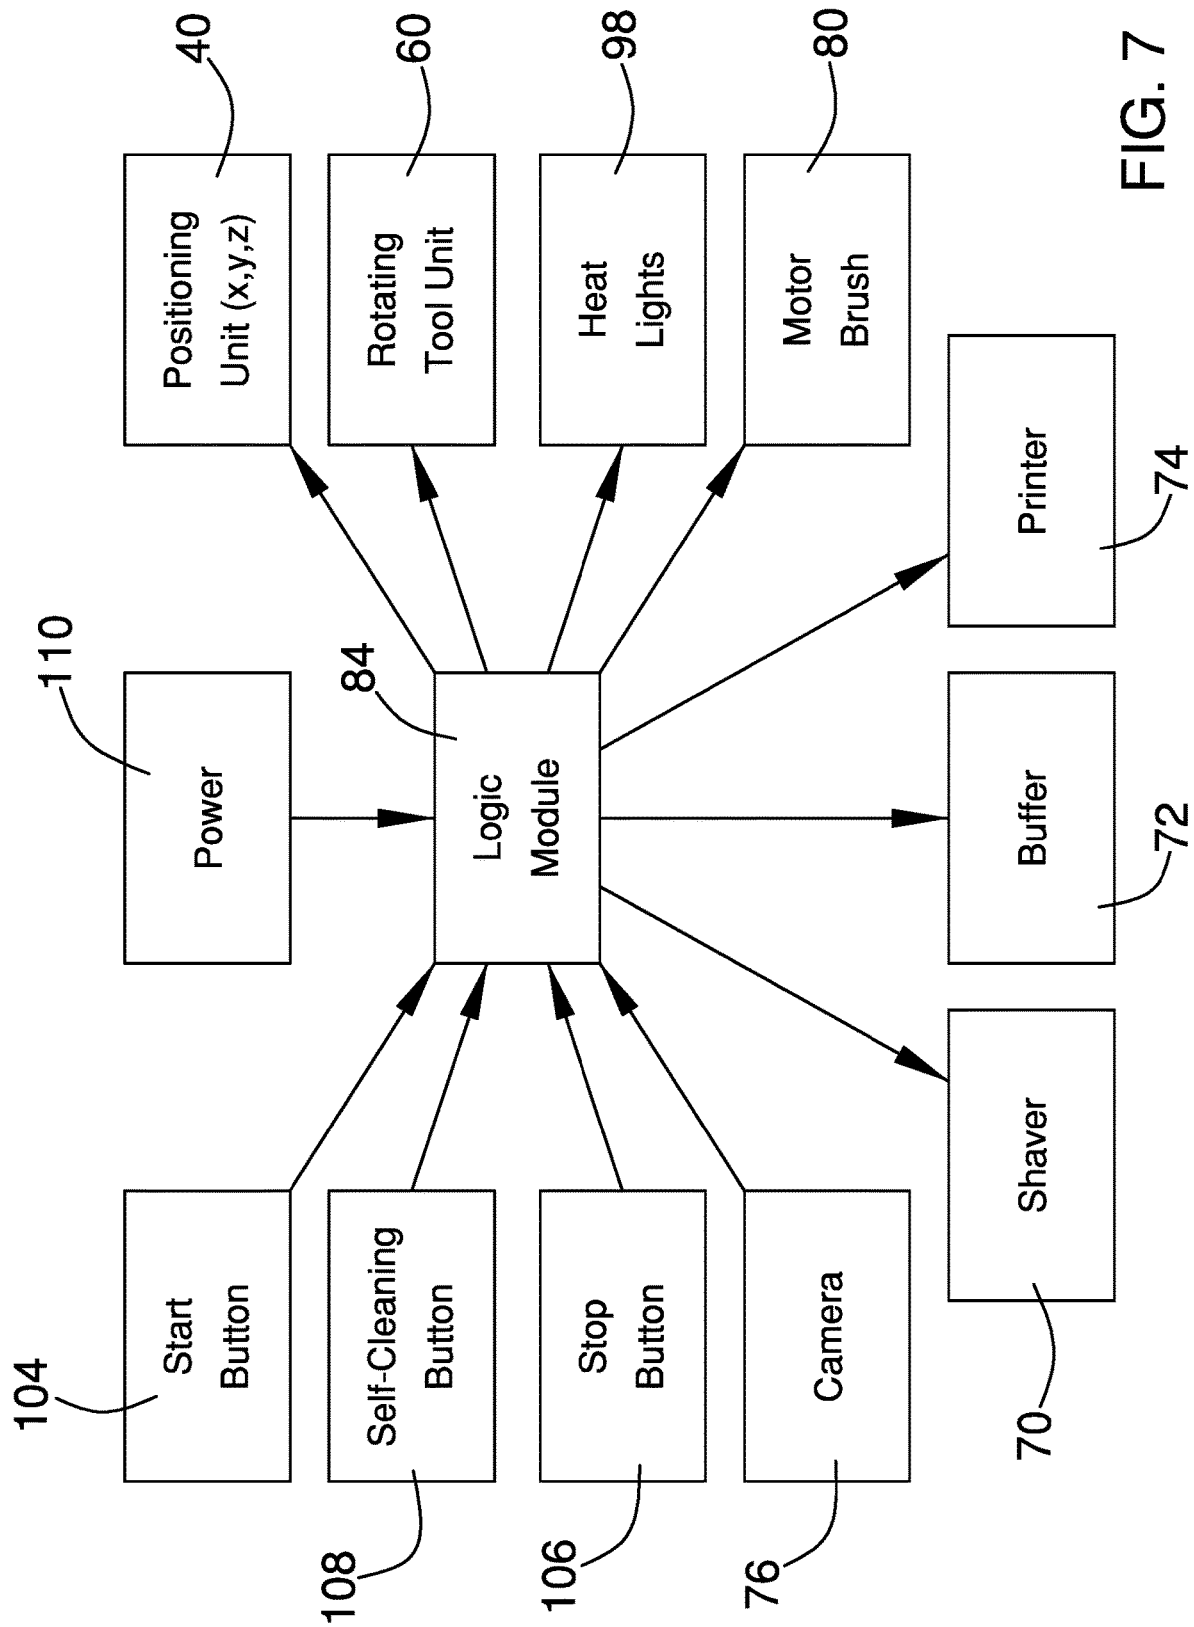 104
Start
Button
108
Self-Cleaning
Button
106
Stop
Button
76
Camera
110
Power
84
Logic
Module
40
Positioning
Unit (x,y,z)
60
Rotating
Tool Unit
98
Heat
Lights
80
Motor
Brush
70
Shaver
72
Buffer
74
Printer
FIG. 7